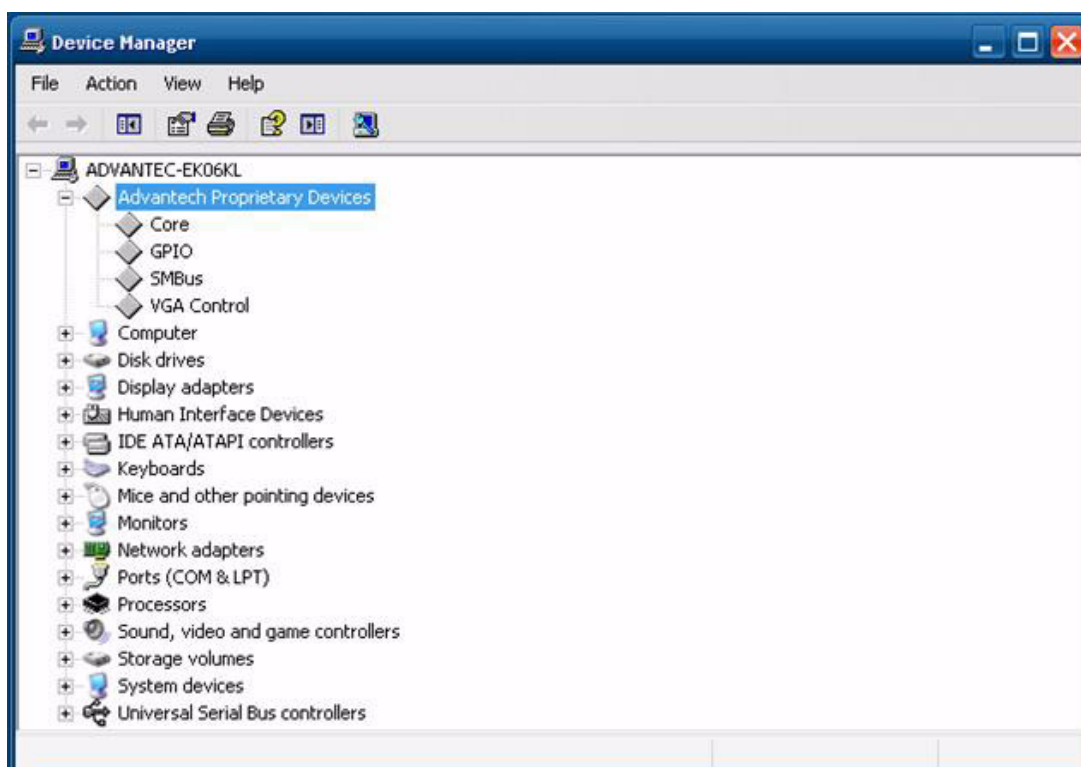 Device Manager
File Action View Help
ADVANTEC-EK06KL
Advantech Proprietary Devices
Core
GPIO
SMBus
VGA Control
Computer
Disk drives
Display adapters
Human Interface Devices
IDE ATA/ATAPI controllers
Keyboards
Mice and other pointing devices
Monitors
Network adapters
Ports (COM & LPT)
Processors
Sound, video and game controllers
Storage volumes
System devices
Universal Serial Bus controllers